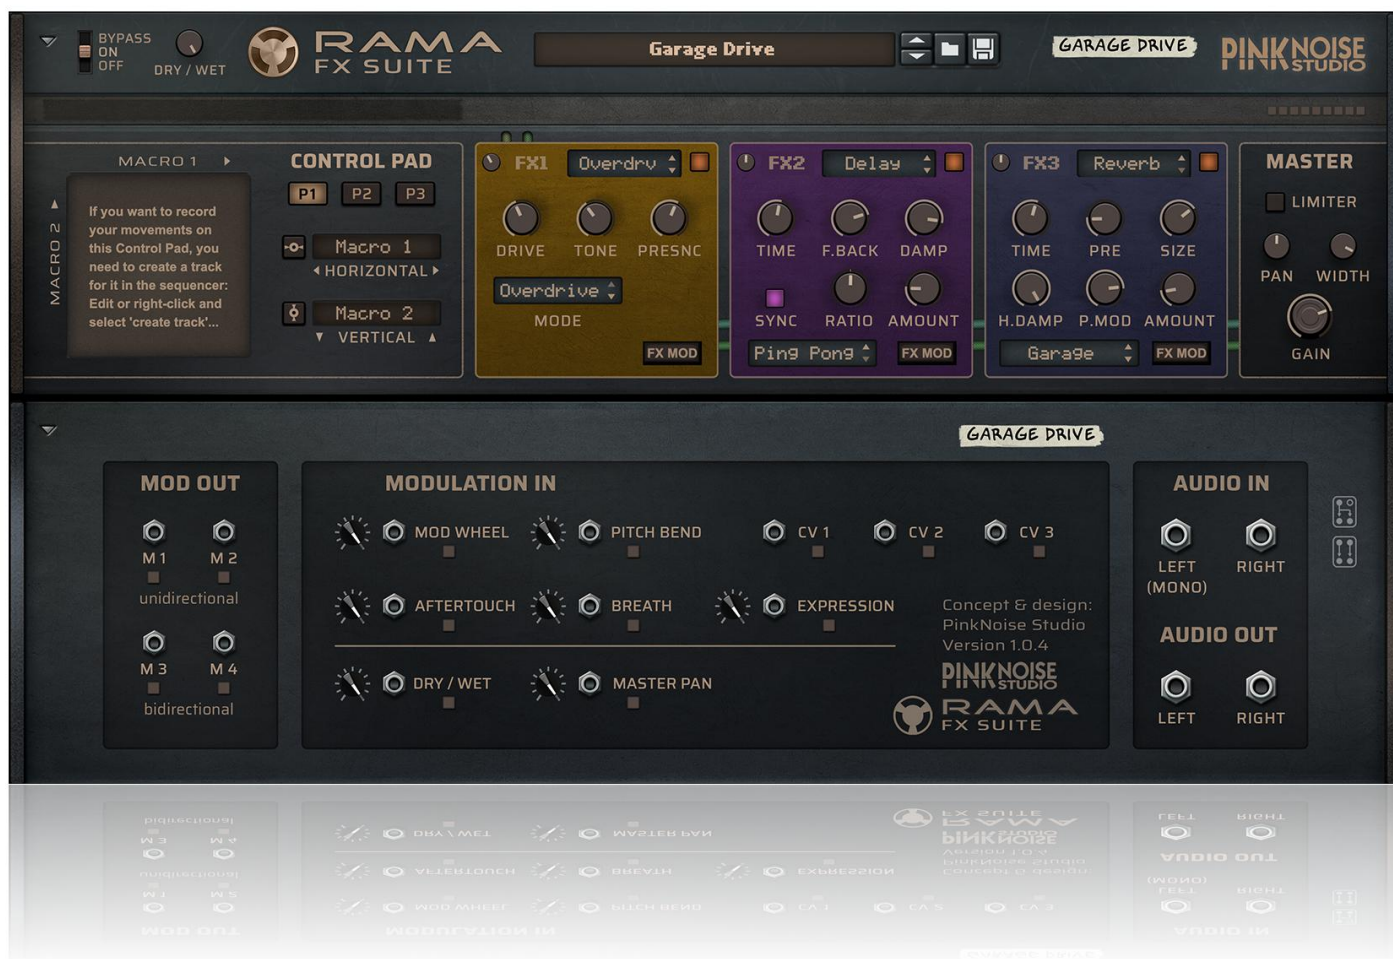 BYPASS
ON
OFF
DRY / WET
RAMA
FX SUITE
Garage Drive
GARAGE DRIVE
PINKNOISE
STUDIO
MACRO 1
MACRO 2
If you want to record
your movements on
this Control Pad, you
need to create a track
for it in the sequencer:
Edit or right-click and
select 'create track'...
CONTROL PAD
P1 P2 P3
Macro 1
HORIZONTAL
Macro 2
VERTICAL
FX1 Overdrv
DRIVE TONE PRESNC
Overdrive
MODE
FX MOD
FX2 Delay
TIME F.BACK DAMP
SYNC RATIO AMOUNT
Ping Pong FX MOD
FX3 Reverb
TIME PRE SIZE
H.DAMP P.MOD AMOUNT
Garage FX MOD
MASTER
LIMITER
PAN WIDTH
GAIN
GARAGE DRIVE
MOD OUT
M 1 M 2
unidirectional
M 3 M 4
bidirectional
MODULATION IN
MOD WHEEL PITCH BEND CV 1 CV 2 CV 3
AFTERTOUCH BREATH EXPRESSION
DRY / WET MASTER PAN
Concept & design:
PinkNoise Studio
Version 1.0.4
PINKNOISE
STUDIO
RAMA
FX SUITE
AUDIO IN
LEFT RIGHT
(MONO)
AUDIO OUT
LEFT RIGHT